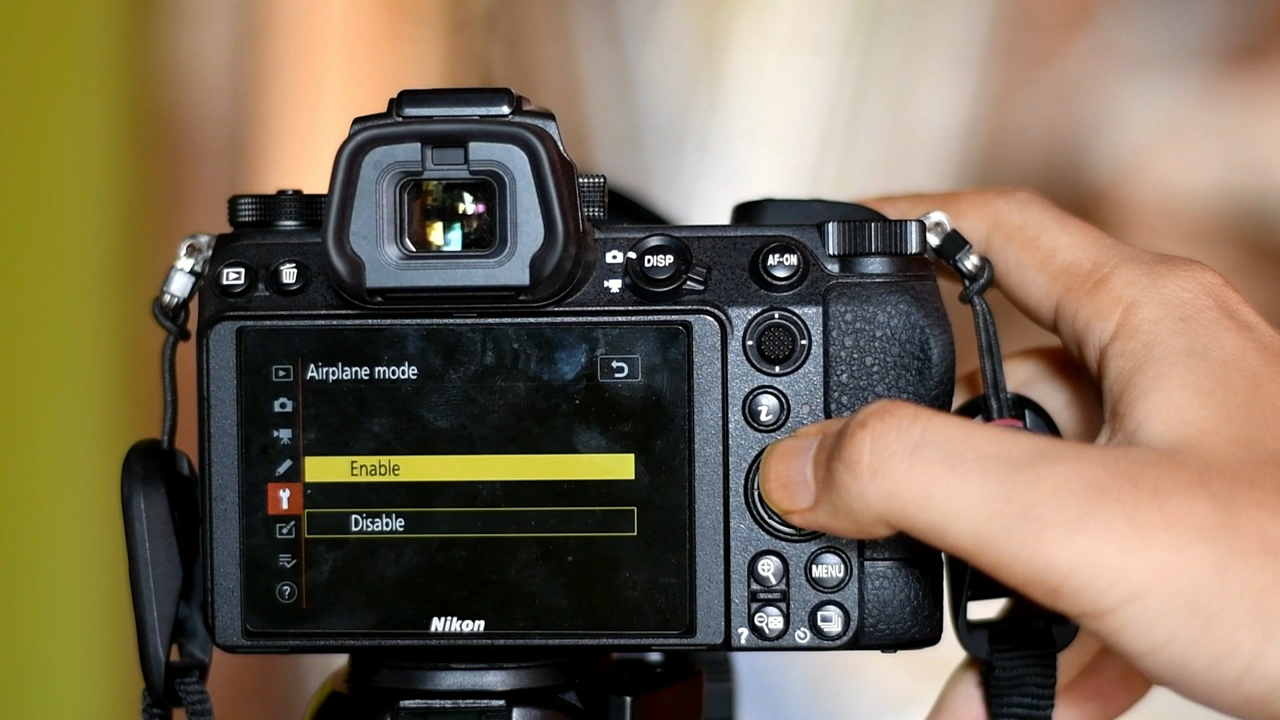 DISP
AF-ON
Airplane mode
i
Enable
Disable
MENU
?
Nikon
?